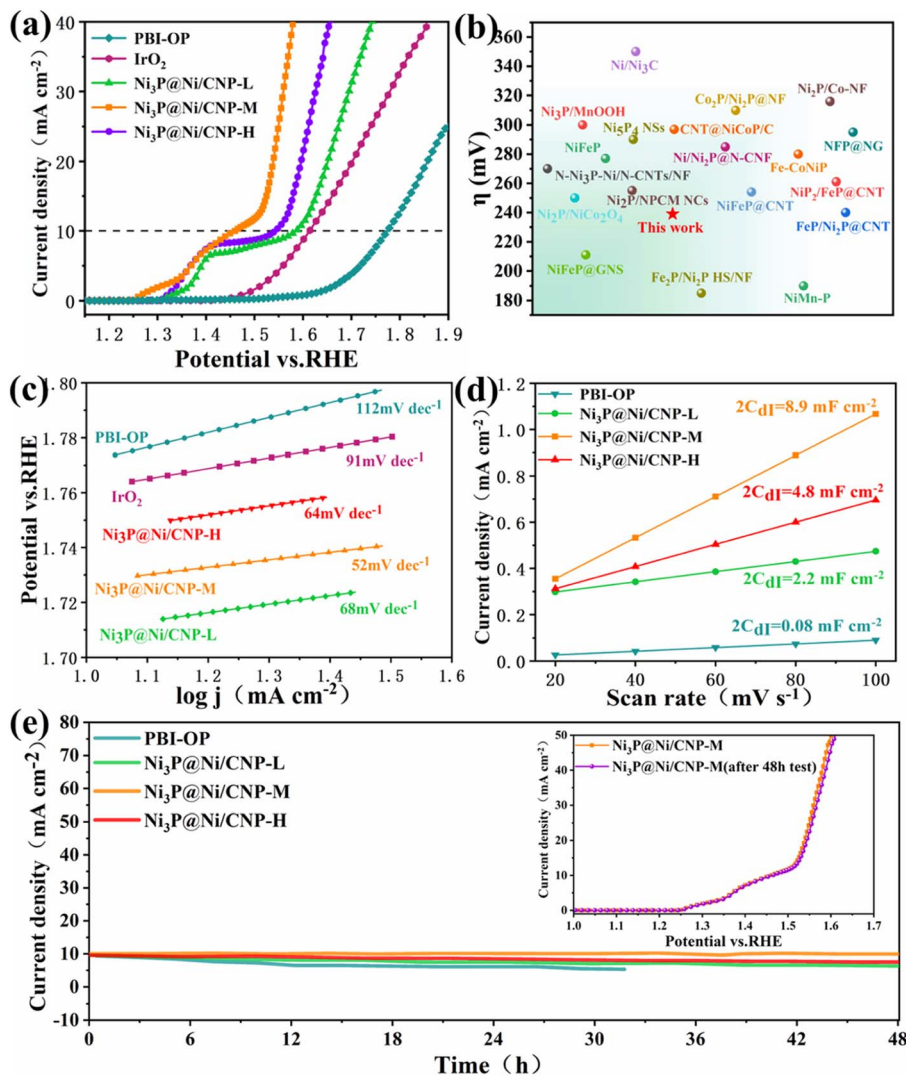 (a)
40
30
20
10
0
1.2 1.3 1.4 1.5 1.6 1.7 1.8 1.9
Current density (mA cm⁻²)
Potential vs.RHE
PBI-OP
IrO₂
Ni₃P@Ni/CNP-L
Ni₃P@Ni/CNP-M
Ni₃P@Ni/CNP-H
(b)
360
340
320
300
280
260
240
220
200
180
η (mV)
Ni/Ni₃C
Ni₂P/Co-NF
Co₂P/Ni₂P@NF
Ni₃P/MnOOH
Ni₅P₄ NSs
CNT@NiCoP/C
NFP@NG
NiFeP
Ni/Ni₂P@N-CNF
Fe-CoNiP
N-Ni₃P-Ni/N-CNTs/NF
NiP₂/FeP@CNT
Ni₂P/NPCM NCs
NiFeP@CNT
Ni₂P/NiCo₂O₄
This work
FeP/Ni₂P@CNT
NiFeP@GNS
Fe₂P/Ni₂P HS/NF
NiMn-P
(c)
1.80
1.78
1.76
1.74
1.72
1.70
1.0 1.1 1.2 1.3 1.4 1.5 1.6
Potential vs.RHE
log j（mA cm⁻²）
PBI-OP
112mV dec⁻¹
IrO₂
91mV dec⁻¹
Ni₃P@Ni/CNP-H
64mV dec⁻¹
Ni₃P@Ni/CNP-M
52mV dec⁻¹
Ni₃P@Ni/CNP-L
68mV dec⁻¹
(d)
1.2
1.0
0.8
0.6
0.4
0.2
0.0
20 40 60 80 100
Current density（mA cm⁻²）
Scan rate（mV s⁻¹）
PBI-OP
Ni₃P@Ni/CNP-L
Ni₃P@Ni/CNP-M
Ni₃P@Ni/CNP-H
2CdI=8.9 mF cm⁻²
2CdI=4.8 mF cm⁻²
2CdI=2.2 mF cm⁻²
2CdI=0.08 mF cm⁻²
(e)
80
70
60
50
40
30
20
10
0
-10
0 6 12 18 24 30 36 42 48
Current density（mA cm⁻²）
Time（h）
PBI-OP
Ni₃P@Ni/CNP-L
Ni₃P@Ni/CNP-M
Ni₃P@Ni/CNP-H
50
40
30
20
10
0
1.0 1.1 1.2 1.3 1.4 1.5 1.6 1.7
Current density（mA cm⁻²）
Potential vs.RHE
Ni₃P@Ni/CNP-M
Ni₃P@Ni/CNP-M(after 48h test)